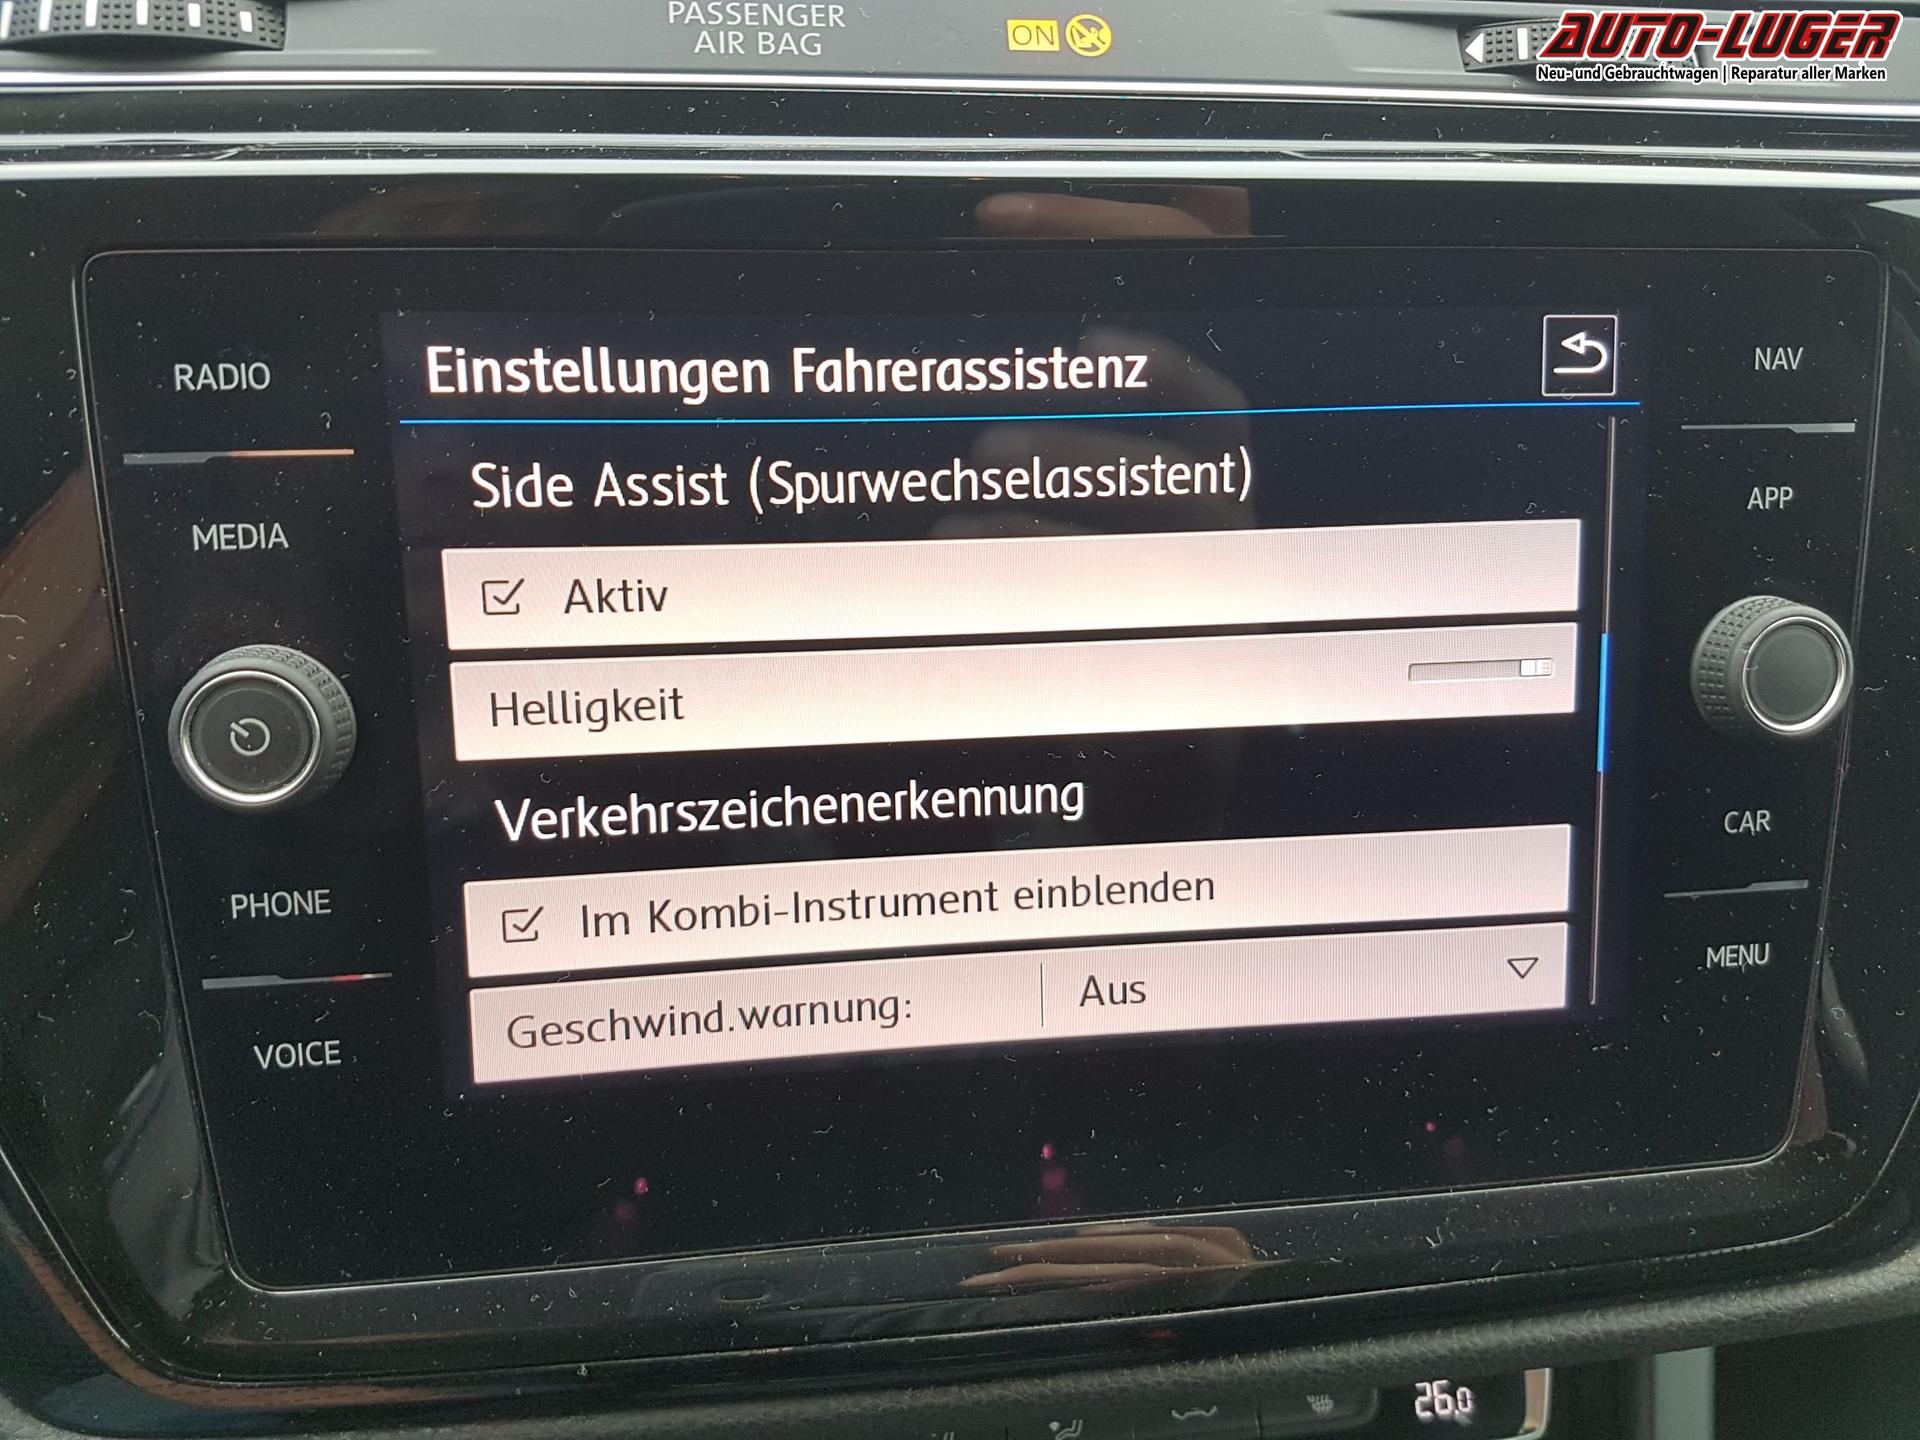 PASSENGER
AIR BAG
ON
AUTO-LUGER
Neu- und Gebrauchtwagen | Reparatur aller Marken
RADIO
MEDIA
PHONE
VOICE
Einstellungen Fahrerassistenz
Side Assist (Spurwechselassistent)
Aktiv
Helligkeit
Verkehrszeichenerkennung
Im Kombi-Instrument einblenden
Geschwind.warnung: Aus
NAV
APP
CAR
MENU
26.0